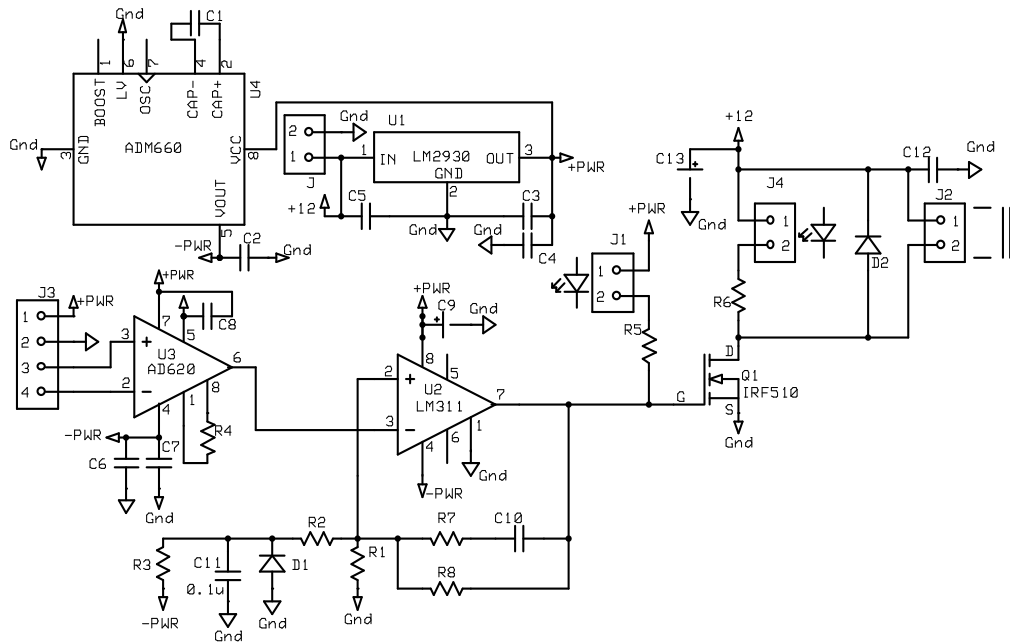 Gnd
C1
1 6 7 4 2
BOOST LV OSC CAP- CAP+ U4
Gnd 3 GND ADM660 VCC 8
VOUT
5
-PWR C2 Gnd
2 Gnd
1
J
U1
1 IN LM2930 OUT 3
GND
2
+PWR
+12 C5 Gnd C3
C4
+12
C13 Gnd
C12 Gnd
J4
1
2
D2
J2
1
2
R6
+PWR
J1
1
2
R5
J3
1 +PWR
2
3
4
+PWR
7
5 C8
3 +
U3
AD620 6
2 -
8
4 1 R4
-PWR
C6 C7
Gnd
+PWR
C9 Gnd
8
5
2 +
U2
LM311 7
3 -
1
4 6
-PWR Gnd
D
Q1
IRF510
G
S
Gnd
R3
-PWR
C11
0.1u
Gnd
D1
Gnd
R2
R1
Gnd
R7 C10
R8